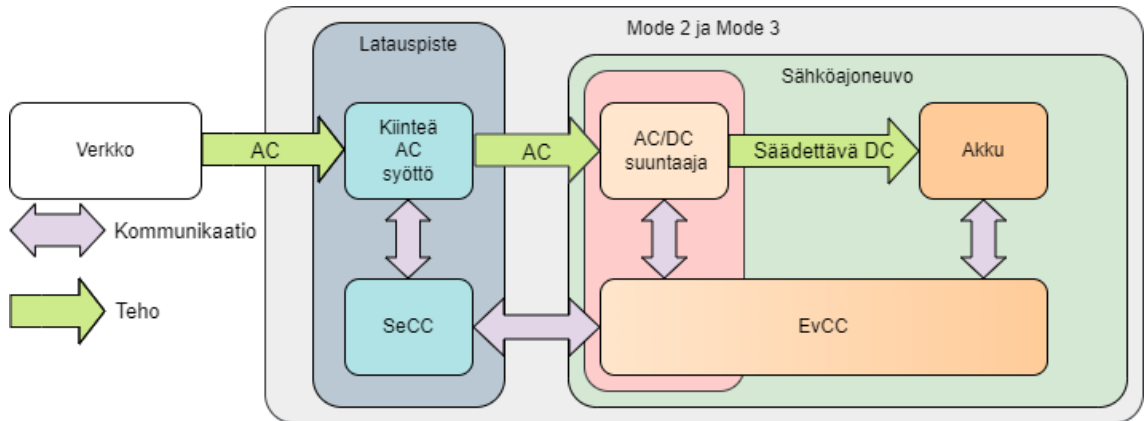 Mode 2 ja Mode 3
Latauspiste
Sähköajoneuvo
Verkko
AC
Kiinteä
AC
syöttö
AC
AC/DC
suuntaaja
Säädettävä DC
Akku
Kommunikaatio
Teho
SeCC
EvCC